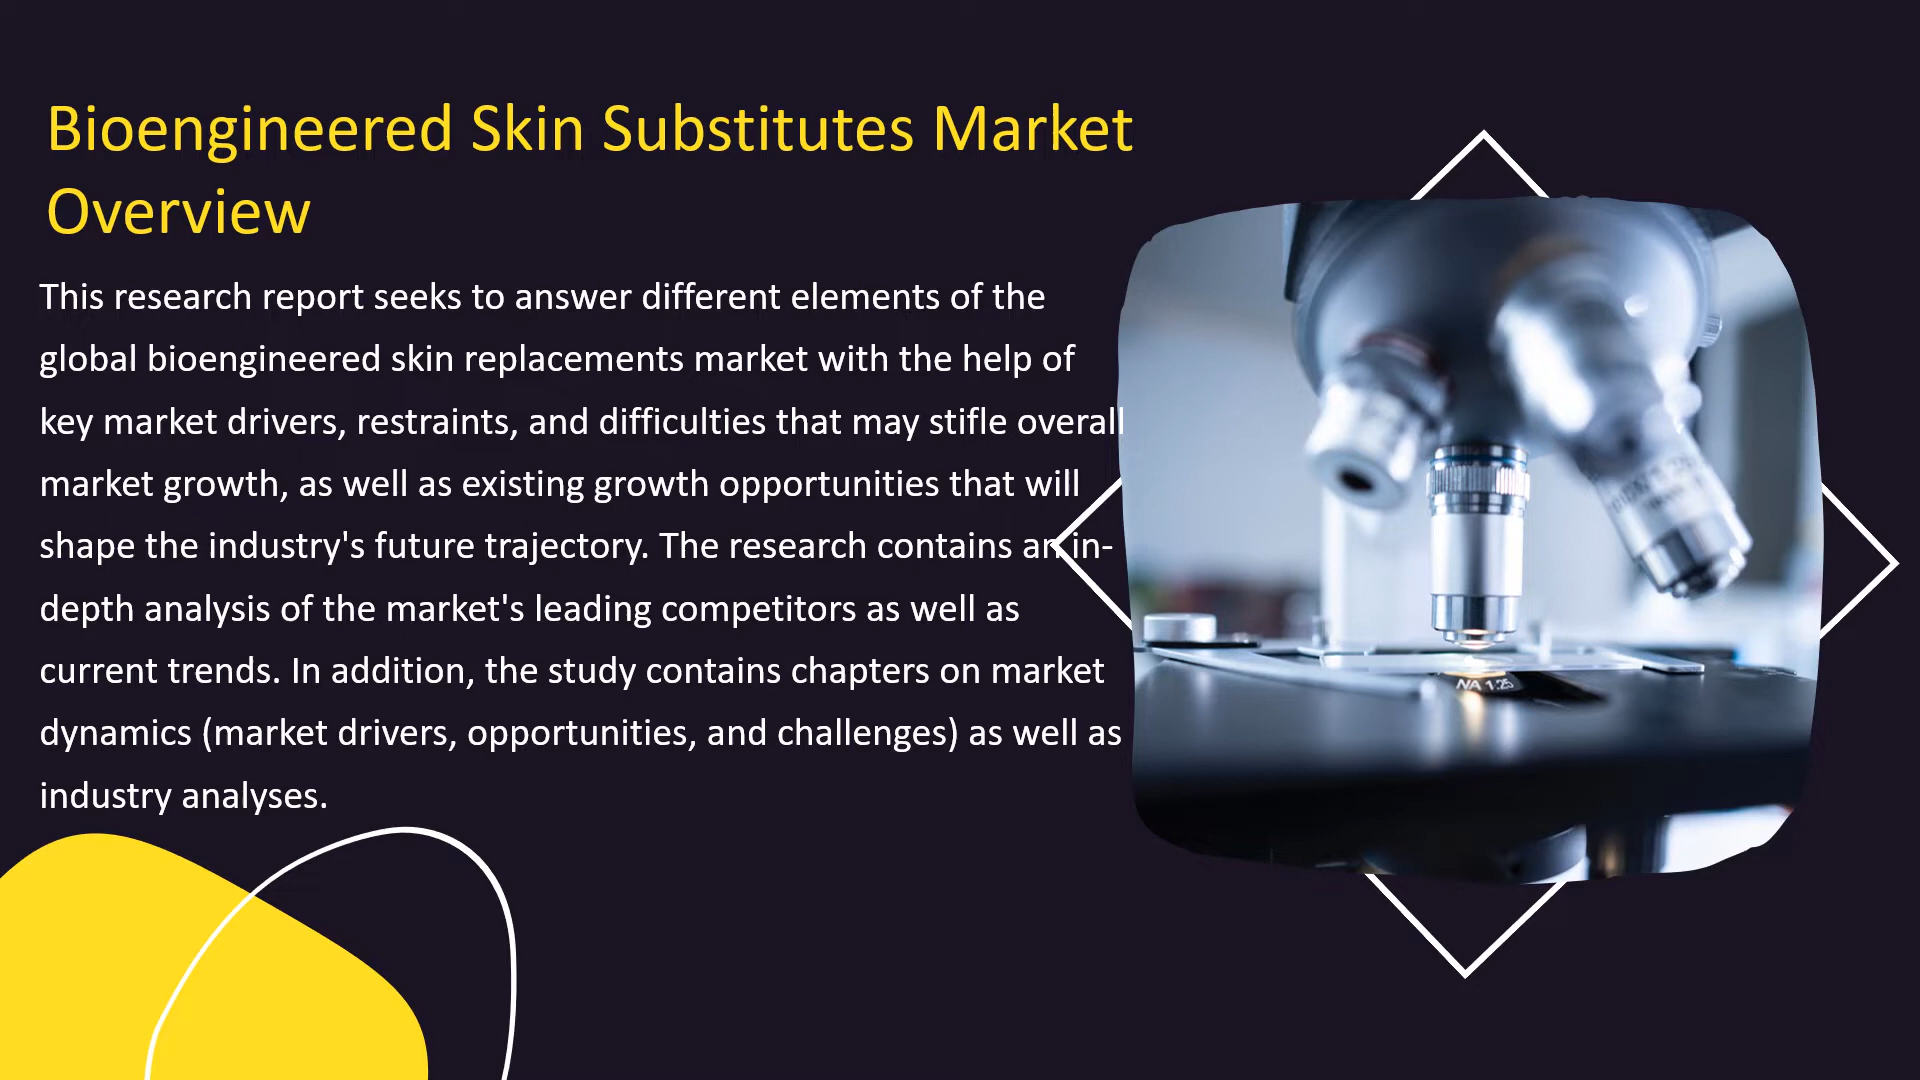 Bioengineered Skin Substitutes Market
Overview
This research report seeks to answer different elements of the
global bioengineered skin replacements market with the help of
key market drivers, restraints, and difficulties that may stifle overall
market growth, as well as existing growth opportunities that will
shape the industry's future trajectory. The research contains an in-
depth analysis of the market's leading competitors as well as
current trends. In addition, the study contains chapters on market
dynamics (market drivers, opportunities, and challenges) as well as
industry analyses.
NA 1.25